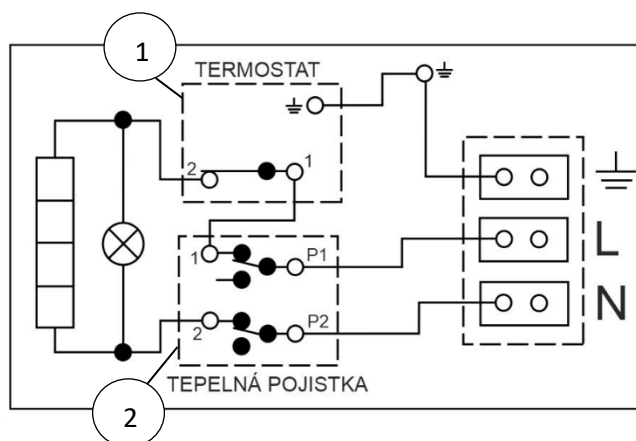 1
TERMOSTAT
2 1
1 P1
L
N
2 P2
TEPELNÁ POJISTKA
2